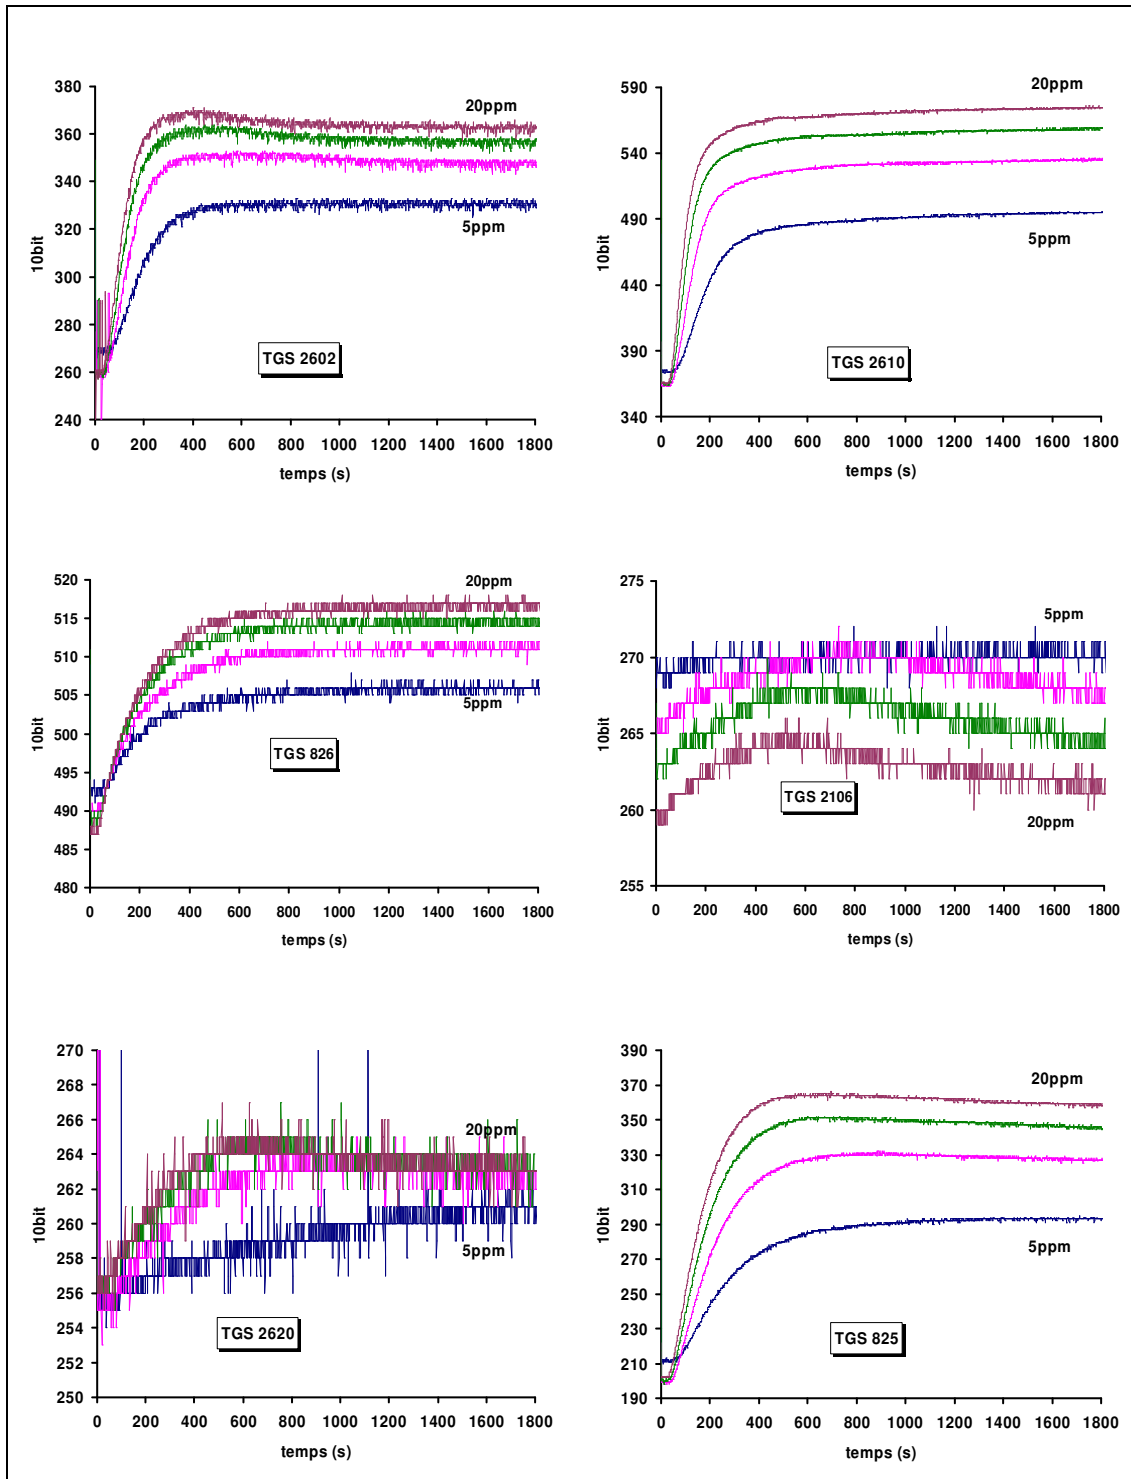 380
360
340
320
300
280
260
240
10bit
20ppm
5ppm
TGS 2602
0 200 400 600 800 1000 1200 1400 1600 1800
temps (s)
590
540
490
440
390
340
10bit
20ppm
5ppm
TGS 2610
0 200 400 600 800 1000 1200 1400 1600 1800
temps (s)
520
515
510
505
500
495
490
485
480
10bit
20ppm
5ppm
TGS 826
0 200 400 600 800 1000 1200 1400 1600 1800
temps (s)
275
270
265
260
255
10bit
5ppm
TGS 2106
20ppm
0 200 400 600 800 1000 1200 1400 1600 1800
temps (s)
270
268
266
264
262
260
258
256
254
252
250
10bit
20ppm
5ppm
TGS 2620
0 200 400 600 800 1000 1200 1400 1600 1800
temps (s)
390
370
350
330
310
290
270
250
230
210
190
10bit
20ppm
5ppm
TGS 825
0 200 400 600 800 1000 1200 1400 1600 1800
temps (s)